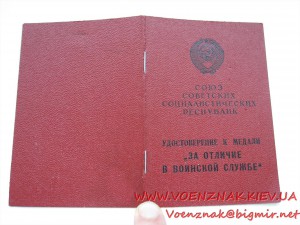 СОЮЗ
СОВЕТСКИХ
СОЦИАЛИСТИЧЕСКИХ
РЕСПУБЛИК
УДОСТОВЕРЕНИЕ К МЕДАЛИ
„ЗА ОТЛИЧИЕ
В ВОИНСКОЙ СЛУЖБЕ"
WWW.VOENZNAK.KIEV.UA
Voenznak@bigmir.net